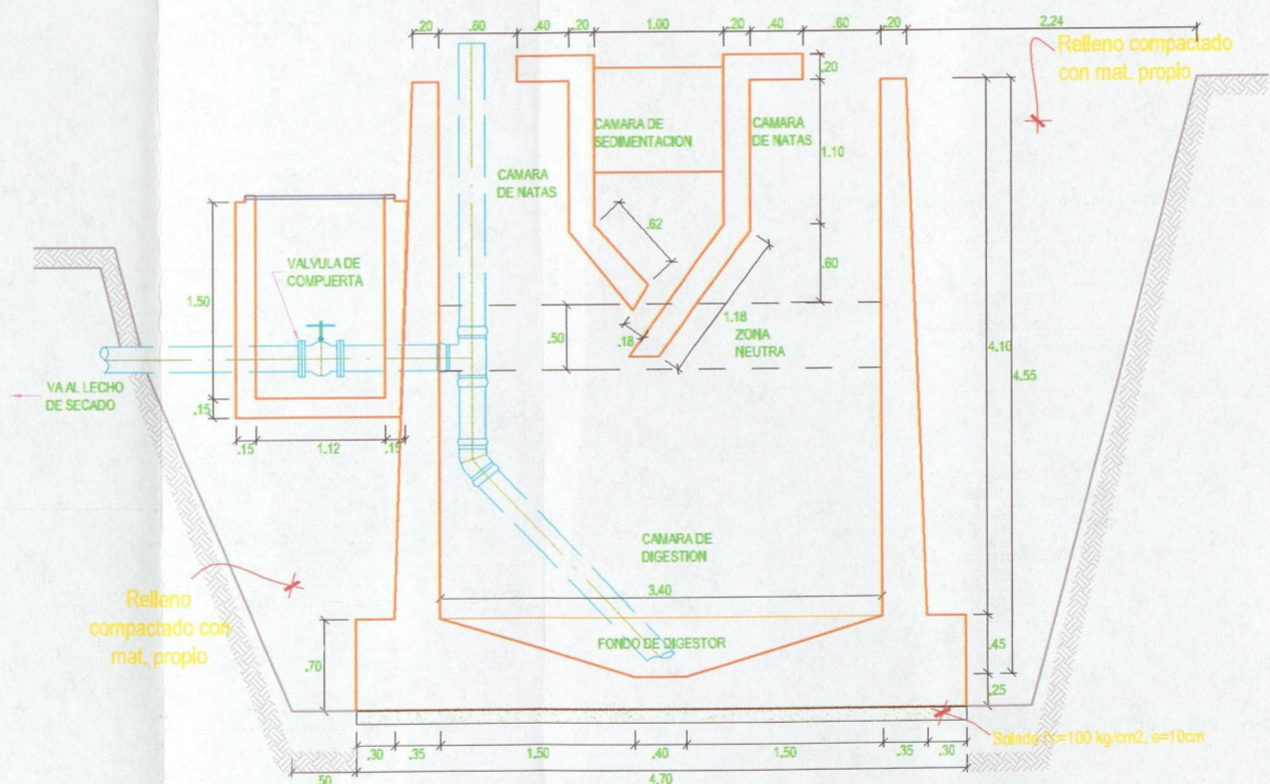 .20 .60 .40 .20 1.00 .20 .40 .60 .20 2.24
Relleno compactado
con mat. propio
.20
CAMARA DE
SEDIMENTACION
CAMARA
DE NATAS
1.10
CAMARA
DE NATAS
.62
.60
VALVULA DE
COMPUERTA
1.50
.50
.18
1.18
ZONA
NEUTRA
4.10
4.55
VA AL LECHO
DE SECADO
.15
.15 1.12 .15
CAMARA DE
DIGESTION
3.40
Relleno
compactado con
mat. propio
FONDO DE DIGESTOR
.70
.45
.25
Solado f'c=100 kg/cm2, e=10cm
.30 .35 1.50 .40 1.50 .35 .30
.50 4.70